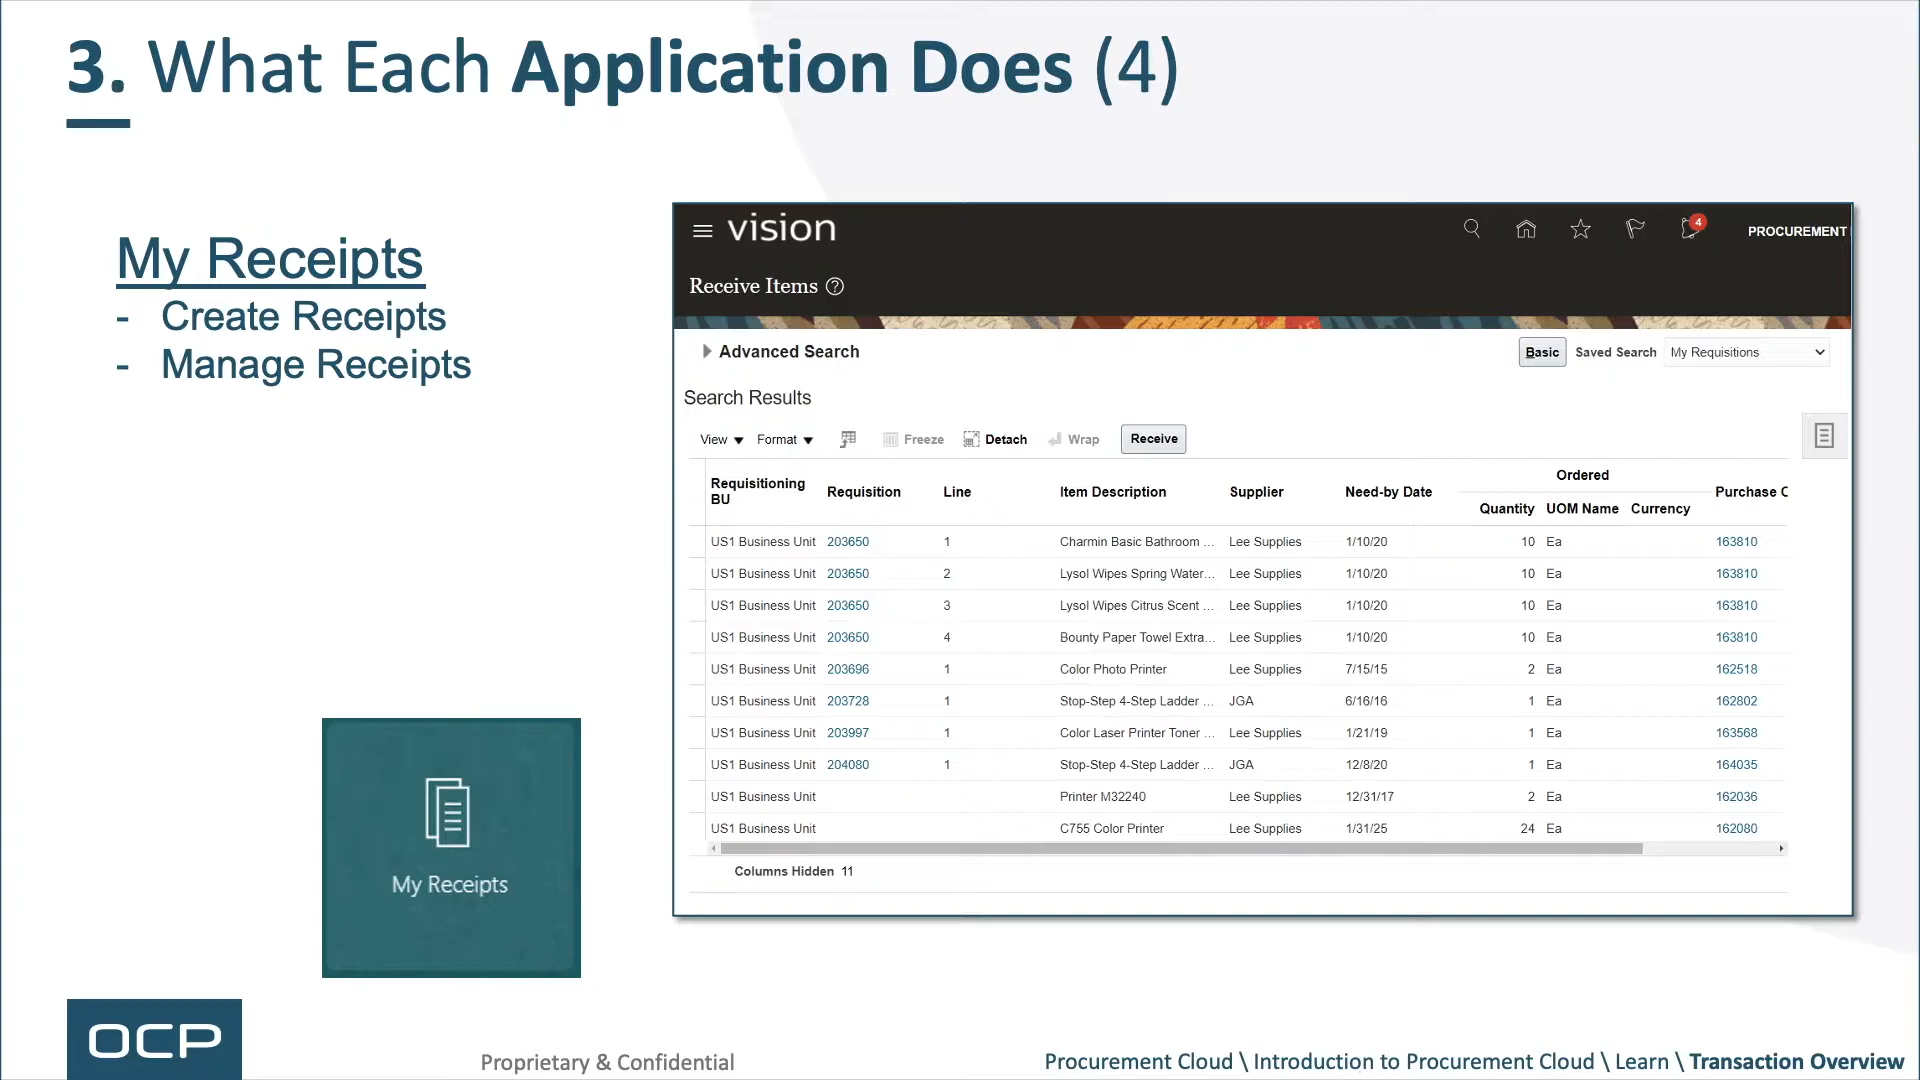 3. What Each Application Does (4)
My Receipts
- Create Receipts
- Manage Receipts
My Receipts
vision
4
PROCUREMENT
Receive Items ?
Advanced Search
Basic Saved Search My Requisitions
Search Results
View Format Freeze Detach Wrap Receive
Ordered
Requisitioning BU Requisition Line Item Description Supplier Need-by Date Quantity UOM Name Currency Purchase
US1 Business Unit 203650 1 Charmin Basic Bathroom ... Lee Supplies 1/10/20 10 Ea 163810
US1 Business Unit 203650 2 Lysol Wipes Spring Water... Lee Supplies 1/10/20 10 Ea 163810
US1 Business Unit 203650 3 Lysol Wipes Citrus Scent ... Lee Supplies 1/10/20 10 Ea 163810
US1 Business Unit 203650 4 Bounty Paper Towel Extra... Lee Supplies 1/10/20 10 Ea 163810
US1 Business Unit 203696 1 Color Photo Printer Lee Supplies 7/15/15 2 Ea 162518
US1 Business Unit 203728 1 Stop-Step 4-Step Ladder ... JGA 6/16/16 1 Ea 162802
US1 Business Unit 203997 1 Color Laser Printer Toner ... Lee Supplies 1/21/19 1 Ea 163568
US1 Business Unit 204080 1 Stop-Step 4-Step Ladder ... JGA 12/8/20 1 Ea 164035
US1 Business Unit Printer M32240 Lee Supplies 12/31/17 2 Ea 162036
US1 Business Unit C755 Color Printer Lee Supplies 1/31/25 24 Ea 162080
Columns Hidden 11
OCP
Proprietary & Confidential
Procurement Cloud \ Introduction to Procurement Cloud \ Learn \ Transaction Overview